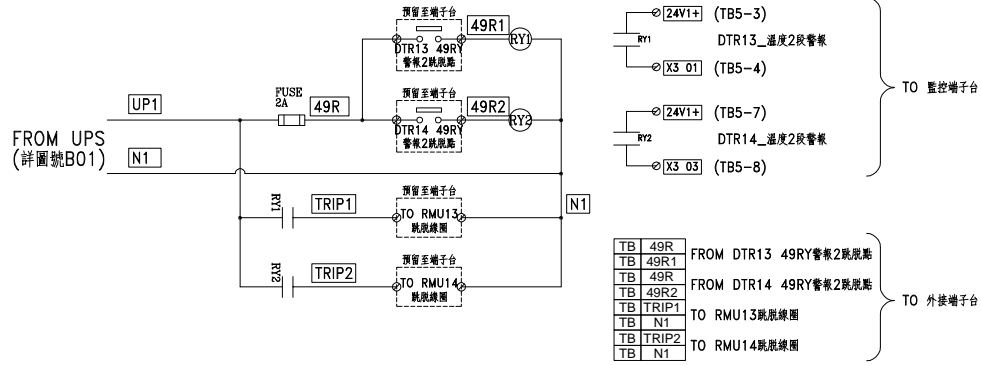 預留至端子台
49R1
RY1
DTR13 49RY
警報2跳脫點
FUSE
2A
49R
UP1
預留至端子台
49R2
RY2
DTR14 49RY
警報2跳脫點
FROM UPS
(詳圖號B01)
N1
預留至端子台
RY1
TRIP1
TO RMU13
跳脫線圈
N1
預留至端子台
RY2
TRIP2
TO RMU14
跳脫線圈
24V1+ (TB5-3)
RY1 DTR13_溫度2段警報
X3 01 (TB5-4)
24V1+ (TB5-7)
RY2 DTR14_溫度2段警報
X3 03 (TB5-8)
TO 監控端子台
TB 49R
TB 49R1
FROM DTR13 49RY警報2跳脫點
TB 49R
TB 49R2
FROM DTR14 49RY警報2跳脫點
TB TRIP1
TB N1
TO RMU13跳脫線圈
TB TRIP2
TB N1
TO RMU14跳脫線圈
TO 外接端子台